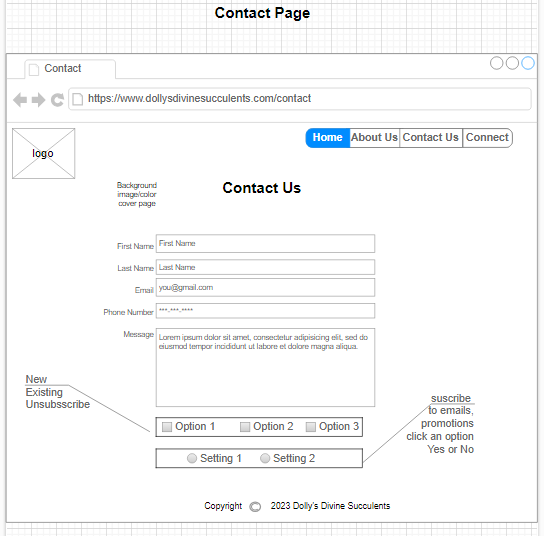 Contact Page
Contact
https://www.dollysdivinesucculents.com/contact
logo
Home About Us Contact Us Connect
Background
image/color
cover page
Contact Us
First Name First Name
Last Name Last Name
Email you@gmail.com
Phone Number ***-***-****
Message Lorem ipsum dolor sit amet, consectetur adipisicing elit, sed do
eiusmod tempor incididunt ut labore et dolore magna aliqua.
New
Existing
Unsubsscribe
Option 1 Option 2 Option 3
suscribe
to emails,
promotions
click an option
Yes or No
Setting 1 Setting 2
Copyright © 2023 Dolly's Divine Succulents